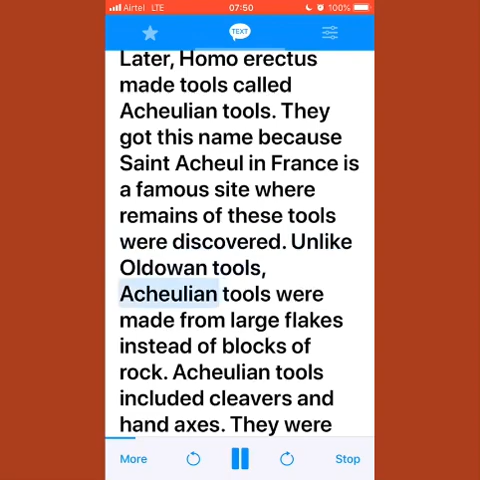 Airtel LTE 07:50 100%
TEXT
Later, Homo erectus
made tools called
Acheulian tools. They
got this name because
Saint Acheul in France is
a famous site where
remains of these tools
were discovered. Unlike
Oldowan tools,
Acheulian tools were
made from large flakes
instead of blocks of
rock. Acheulian tools
included cleavers and
hand axes. They were
More Stop